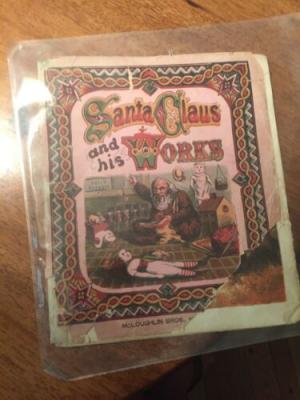 Santa Claus
and his WORKS
McLOUGHLIN BROS.